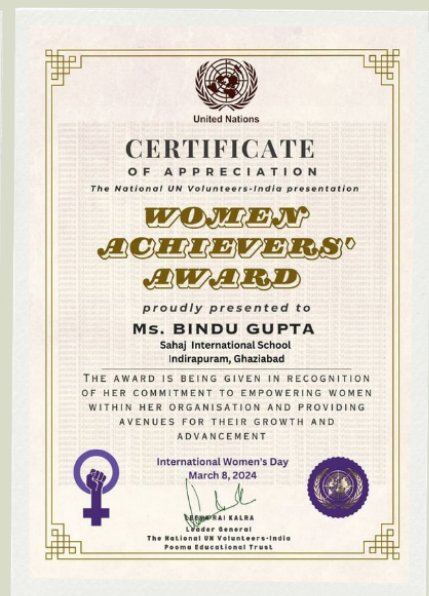 United Nations
CERTIFICATE
OF APPRECIATION
The National UN Volunteers-India presentation
WOMEN
ACHIEVERS'
AWARD
proudly presented to
Ms. BINDU GUPTA
Sahaj International School
Indirapuram, Ghaziabad
THE AWARD IS BEING GIVEN IN RECOGNITION
OF HER COMMITMENT TO EMPOWERING WOMEN
WITHIN HER ORGANISATION AND PROVIDING
AVENUES FOR THEIR GROWTH AND
ADVANCEMENT
International Women's Day
March 8, 2024
SEEMA RAI KALRA
Leader General
The National UN Volunteers-India
Pooma Educational Trust